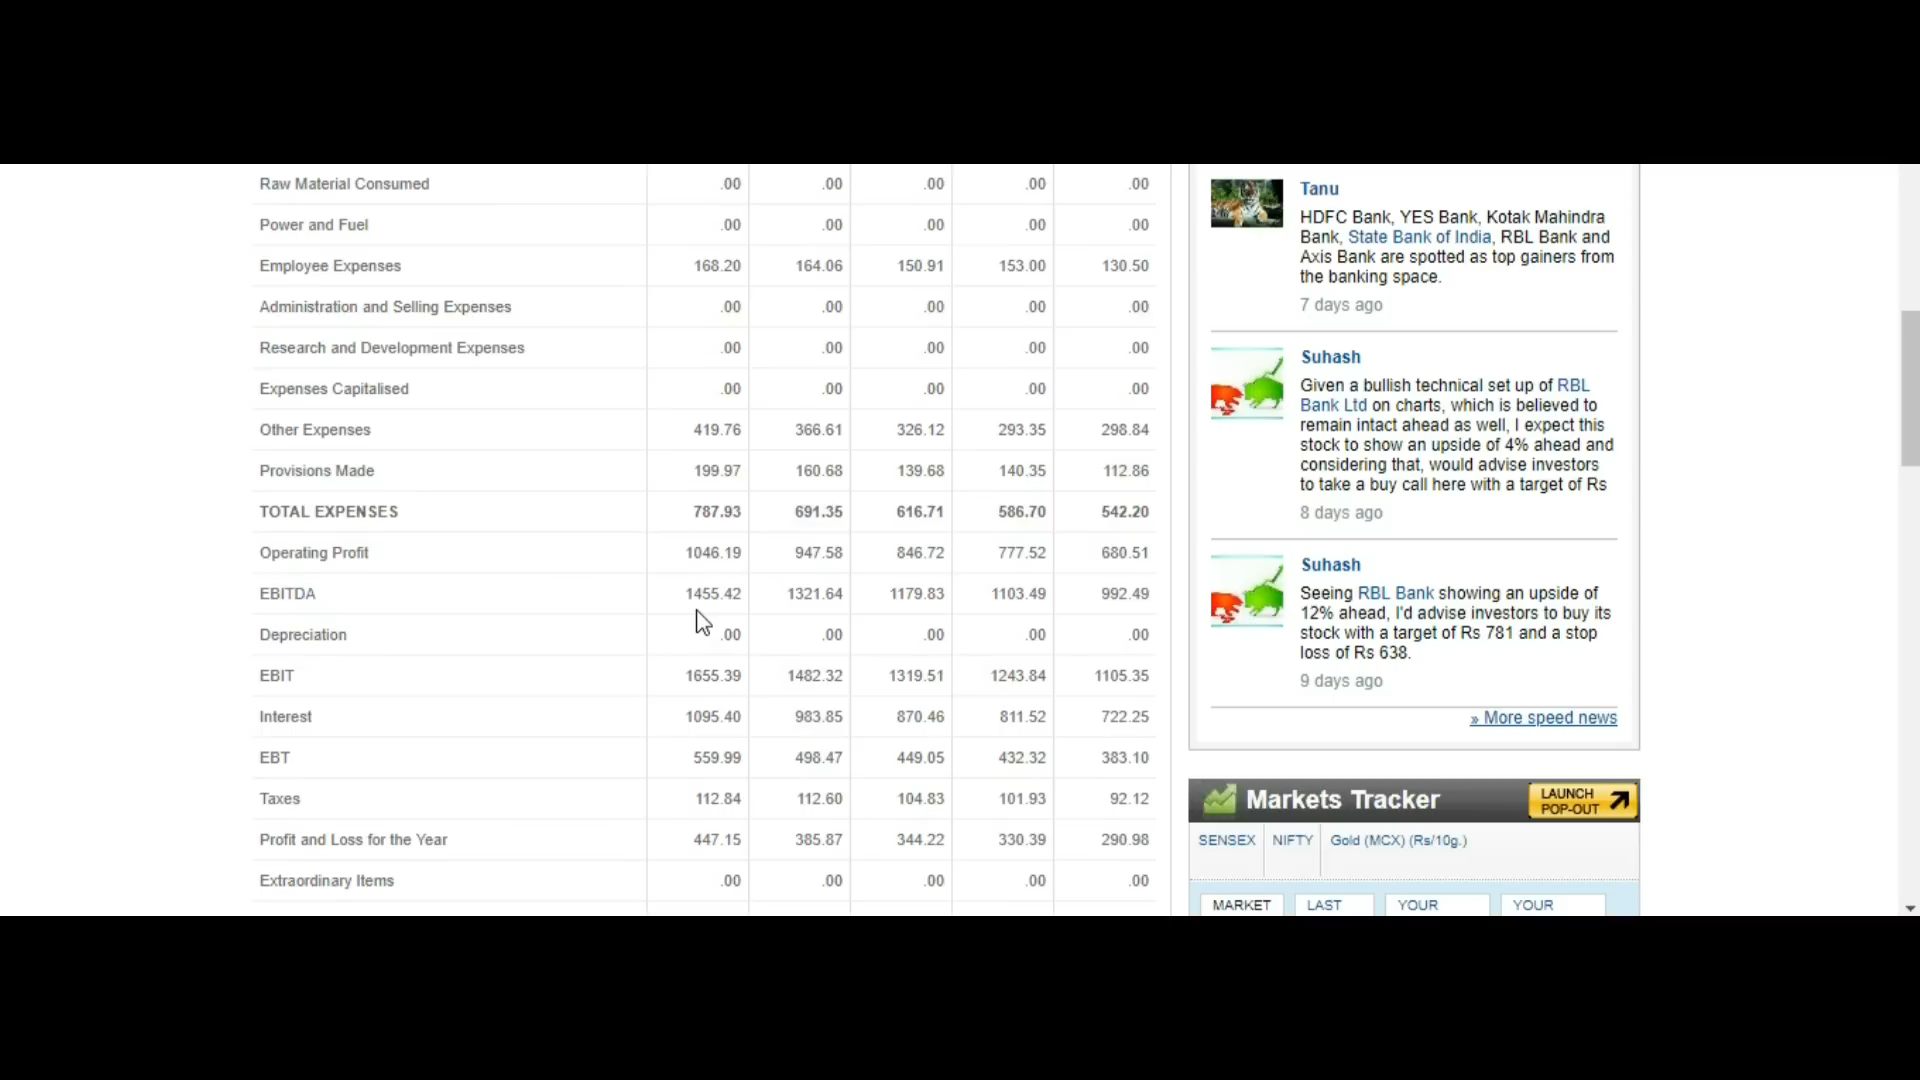 Raw Material Consumed .00 .00 .00 .00 .00
Power and Fuel .00 .00 .00 .00 .00
Employee Expenses 168.20 164.06 150.91 153.00 130.50
Administration and Selling Expenses .00 .00 .00 .00 .00
Research and Development Expenses .00 .00 .00 .00 .00
Expenses Capitalised .00 .00 .00 .00 .00
Other Expenses 419.76 366.61 326.12 293.35 298.84
Provisions Made 199.97 160.68 139.68 140.35 112.86
TOTAL EXPENSES 787.93 691.35 616.71 586.70 542.20
Operating Profit 1046.19 947.58 846.72 777.52 680.51
EBITDA 1455.42 1321.64 1179.83 1103.49 992.49
Depreciation .00 .00 .00 .00 .00
EBIT 1655.39 1482.32 1319.51 1243.84 1105.35
Interest 1095.40 983.85 870.46 811.52 722.25
EBT 559.99 498.47 449.05 432.32 383.10
Taxes 112.84 112.60 104.83 101.93 92.12
Profit and Loss for the Year 447.15 385.87 344.22 330.39 290.98
Extraordinary Items .00 .00 .00 .00 .00
Tanu
HDFC Bank, YES Bank, Kotak Mahindra
Bank, State Bank of India, RBL Bank and
Axis Bank are spotted as top gainers from
the banking space.
7 days ago
Suhash
Given a bullish technical set up of RBL
Bank Ltd on charts, which is believed to
remain intact ahead as well, I expect this
stock to show an upside of 4% ahead and
considering that, would advise investors
to take a buy call here with a target of Rs
8 days ago
Suhash
Seeing RBL Bank showing an upside of
12% ahead, I'd advise investors to buy its
stock with a target of Rs 781 and a stop
loss of Rs 638.
9 days ago
» More speed news
Markets Tracker
LAUNCH
POP-OUT
SENSEX NIFTY Gold (MCX) (Rs/10g.)
MARKET LAST YOUR YOUR